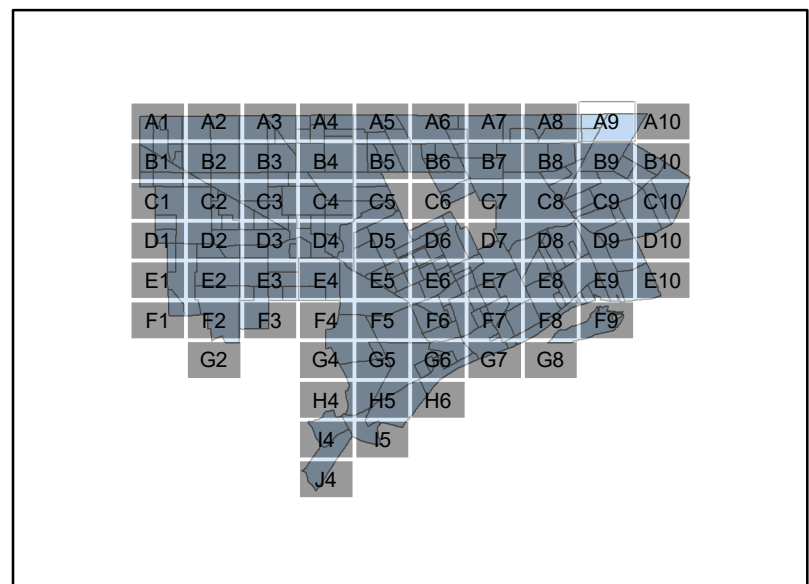 A1 A2 A3 A4 A5 A6 A7 A8 A9 A10
B1 B2 B3 B4 B5 B6 B7 B8 B9 B10
C1 C2 C3 C4 C5 C6 C7 C8 C9 C10
D1 D2 D3 D4 D5 D6 D7 D8 D9 D10
E1 E2 E3 E4 E5 E6 E7 E8 E9 E10
F1 F2 F3 F4 F5 F6 F7 F8 F9
G2 G4 G5 G6 G7 G8
H4 H5 H6
I4 I5
J4